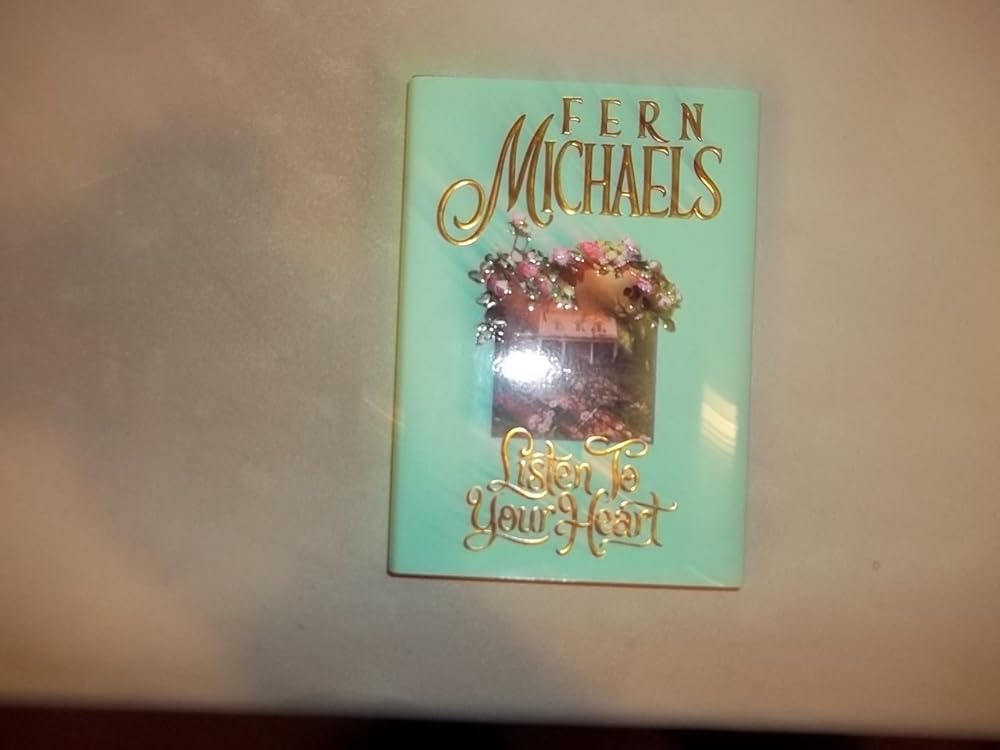 FERN
MICHAELS
Listen To
Your Heart